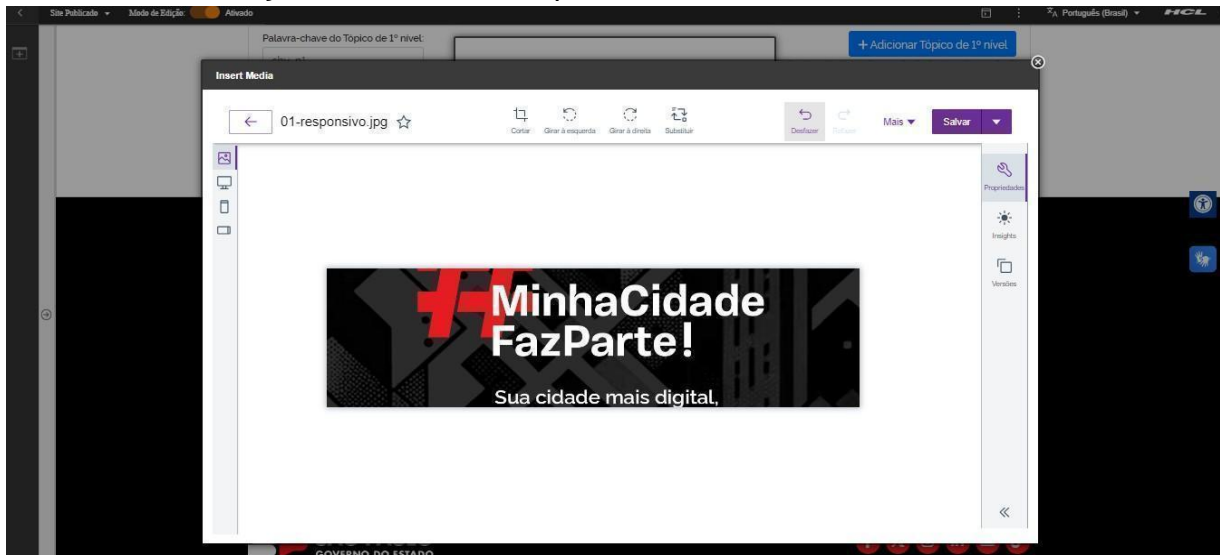 Site Publicado
Modo de Edição:
Ativado
Português (Brasil)
HCL
Palavra-chave do Tópico de 1º nível:
+ Adicionar Tópico de 1º nível
Insert Media
01-responsivo.jpg
Cortar
Girar à esquerda
Girar à direita
Substituir
Desfazer
Mais
Salvar
Propriedades
Insights
Versões
#MinhaCidade
FazParte!
Sua cidade mais digital,
GOVERNO DO ESTADO